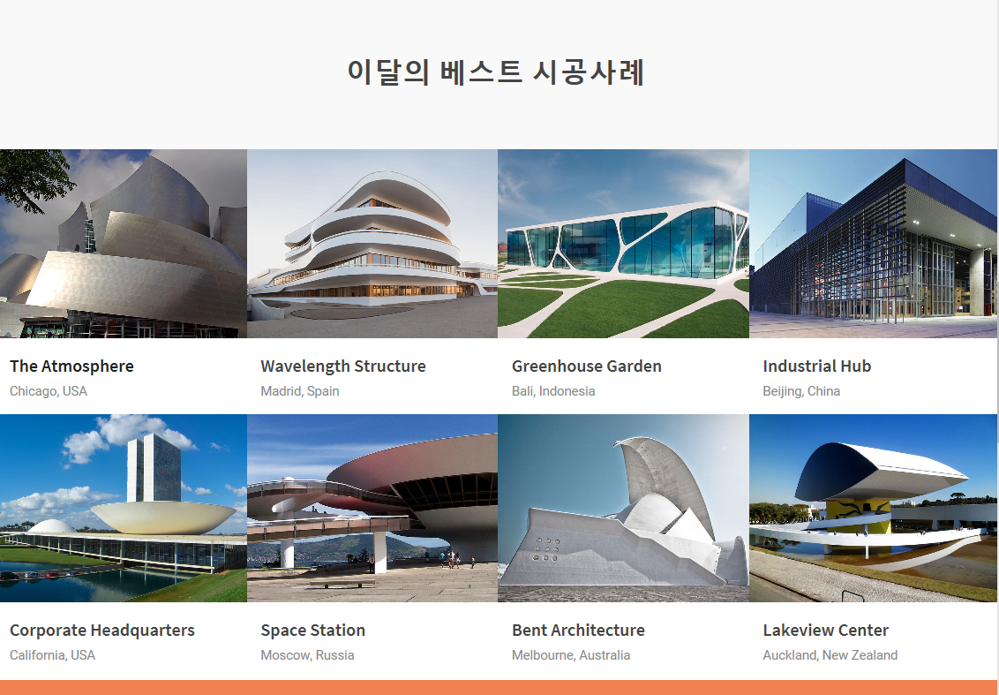 이달의 베스트 시공사례
The Atmosphere
Chicago, USA
Wavelength Structure
Madrid, Spain
Greenhouse Garden
Bali, Indonesia
Industrial Hub
Beijing, China
Corporate Headquarters
California, USA
Space Station
Moscow, Russia
Bent Architecture
Melbourne, Australia
Lakeview Center
Auckland, New Zealand